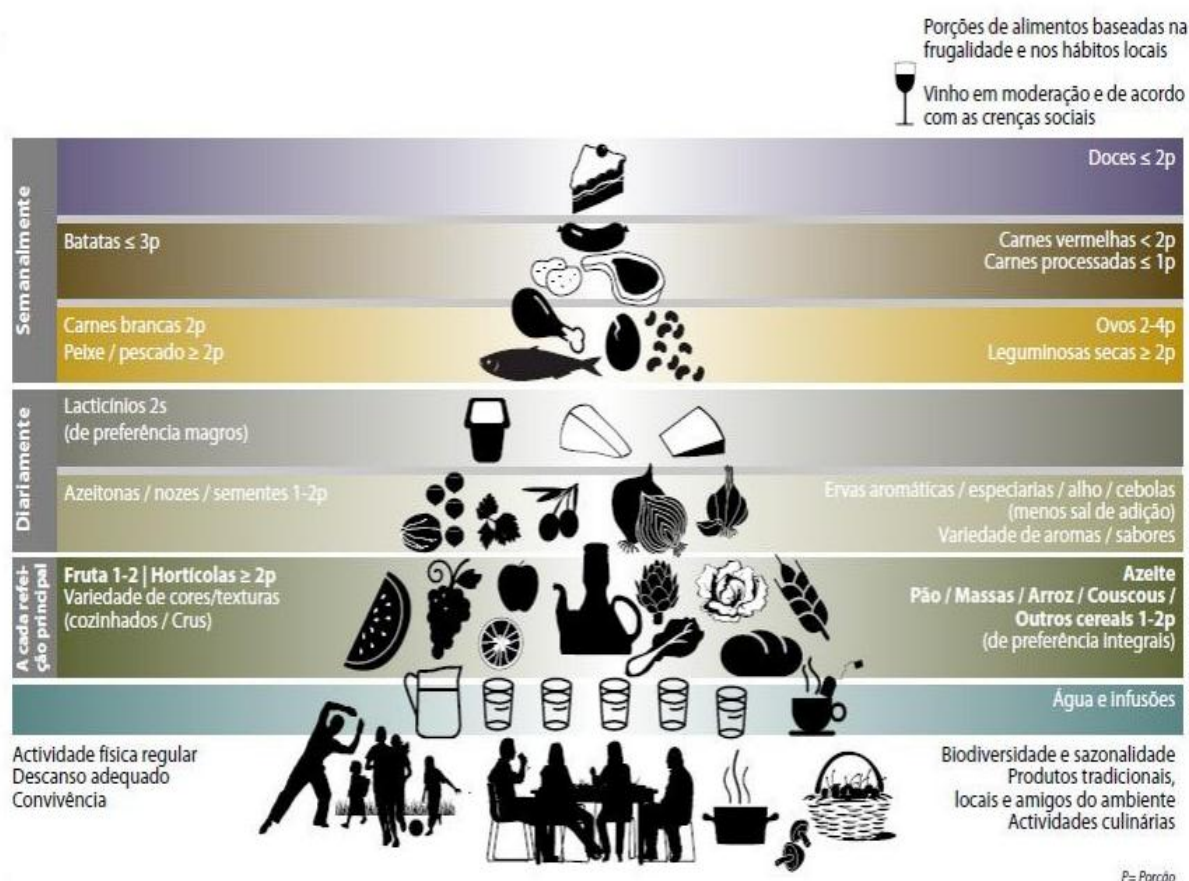 Porções de alimentos baseadas na
frugalidade e nos hábitos locais
Vinho em moderação e de acordo
com as crenças sociais
Semanalmente
Doces ≤ 2p
Batatas ≤ 3p
Carnes vermelhas < 2p
Carnes processadas ≤ 1p
Carnes brancas 2p
Peixe / pescado ≥ 2p
Ovos 2-4p
Leguminosas secas ≥ 2p
Diariamente
Lacticínios 2s
(de preferência magros)
Azeitonas / nozes / sementes 1-2p
Ervas aromáticas / especiarias / alho / cebolas
(menos sal de adição)
Variedade de aromas / sabores
A cada refei-
ção principal
Fruta 1-2 | Hortícolas ≥ 2p
Variedade de cores/texturas
(cozinhados / Crus)
Azeite
Pão / Massas / Arroz / Couscous /
Outros cereais 1-2p
(de preferência integrais)
Água e infusões
Actividade física regular
Descanso adequado
Convivência
Biodiversidade e sazonalidade
Produtos tradicionais,
locais e amigos do ambiente
Actividades culinárias
P= Porção